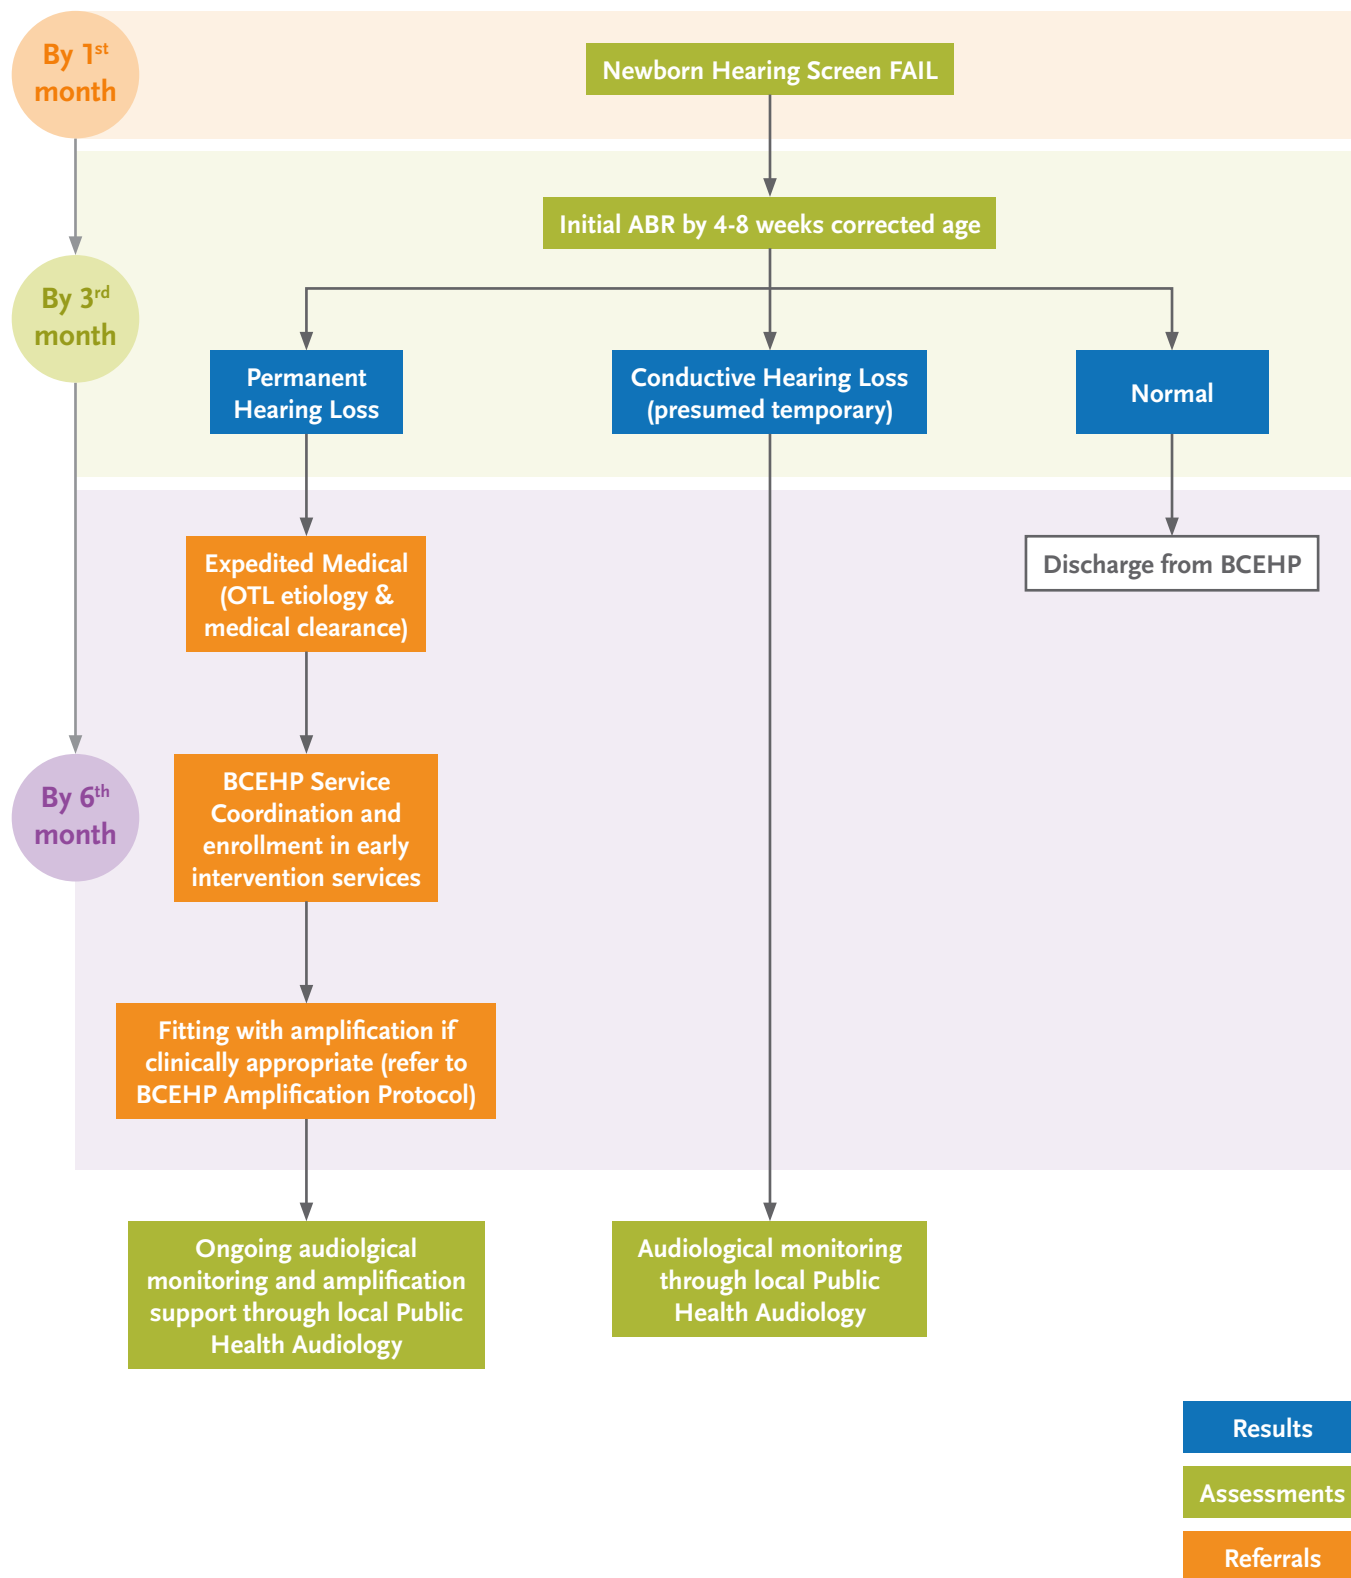 By 1st
month
Newborn Hearing Screen FAIL
Initial ABR by 4-8 weeks corrected age
By 3rd
month
Permanent
Hearing Loss
Conductive Hearing Loss
(presumed temporary)
Normal
Expedited Medical
(OTL etiology &
medical clearance)
Discharge from BCEHP
By 6th
month
BCEHP Service
Coordination and
enrollment in early
intervention services
Fitting with amplification if
clinically appropriate (refer to
BCEHP Amplification Protocol)
Ongoing audiolgical
monitoring and amplification
support through local Public
Health Audiology
Audiological monitoring
through local Public
Health Audiology
Results
Assessments
Referrals